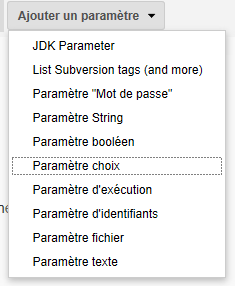 Ajouter un paramètre
JDK Parameter
List Subversion tags (and more)
Paramètre "Mot de passe"
Paramètre String
Paramètre booléen
Paramètre choix
Paramètre d'exécution
Paramètre d'identifiants
Paramètre fichier
Paramètre texte